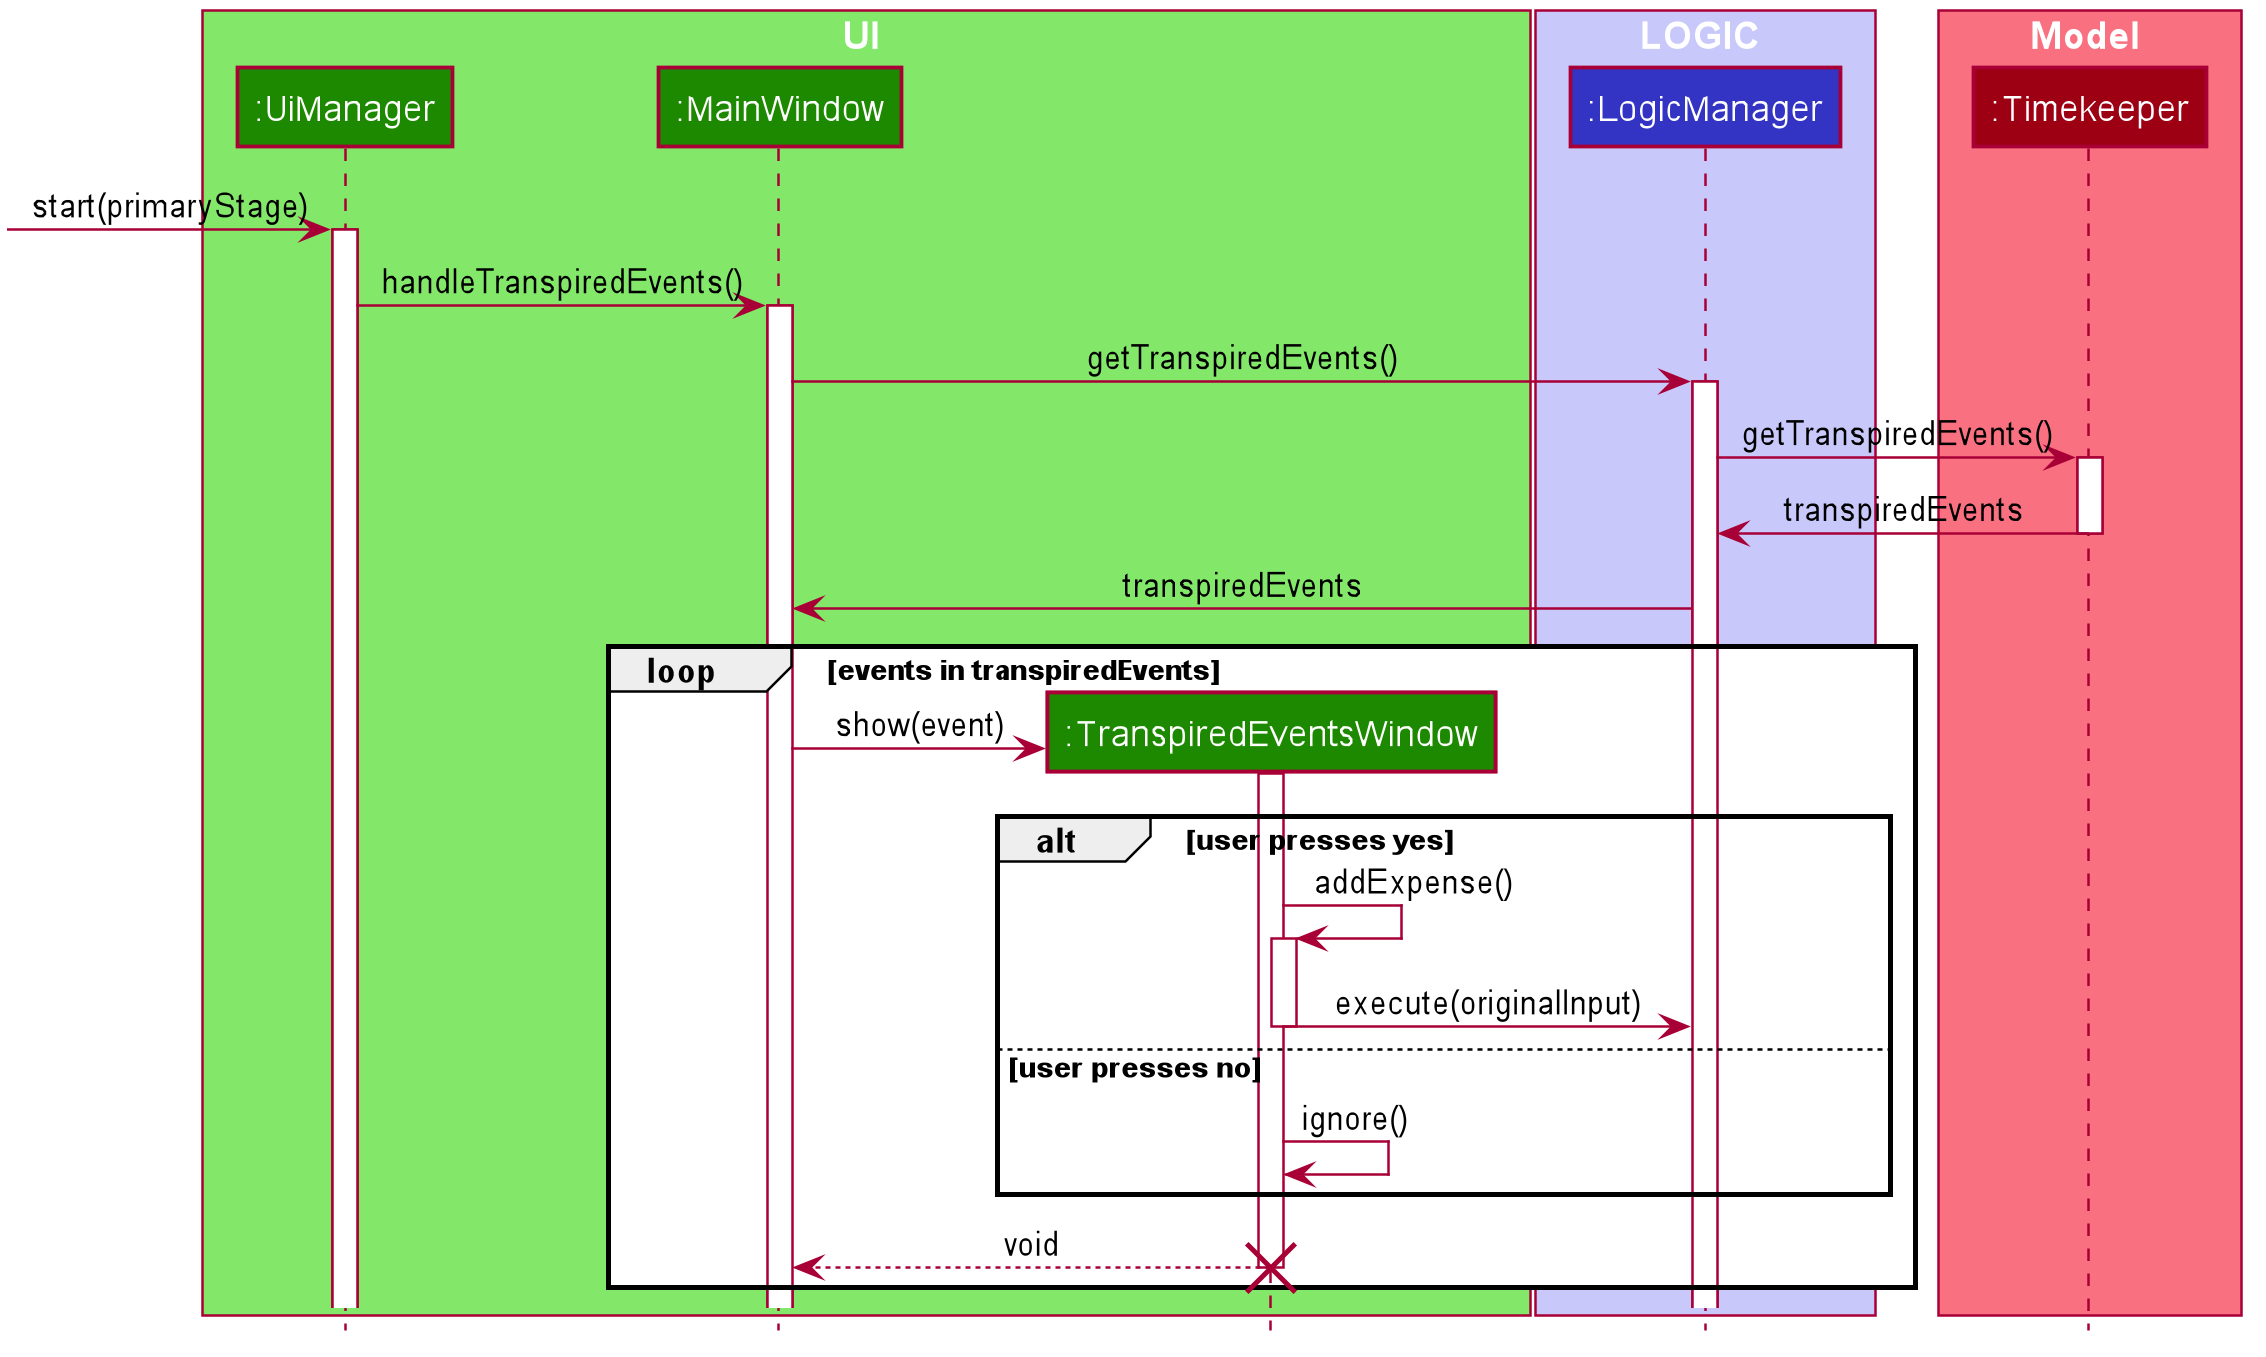 UI
LOGIC
Model
:UiManager
:MainWindow
:LogicManager
:Timekeeper
start(primaryStage)
handleTranspiredEvents()
getTranspiredEvents()
getTranspiredEvents()
transpiredEvents
transpiredEvents
loop
[events in transpiredEvents]
show(event)
:TranspiredEventsWindow
alt
[user presses yes]
addExpense()
execute(originalInput)
[user presses no]
ignore()
void